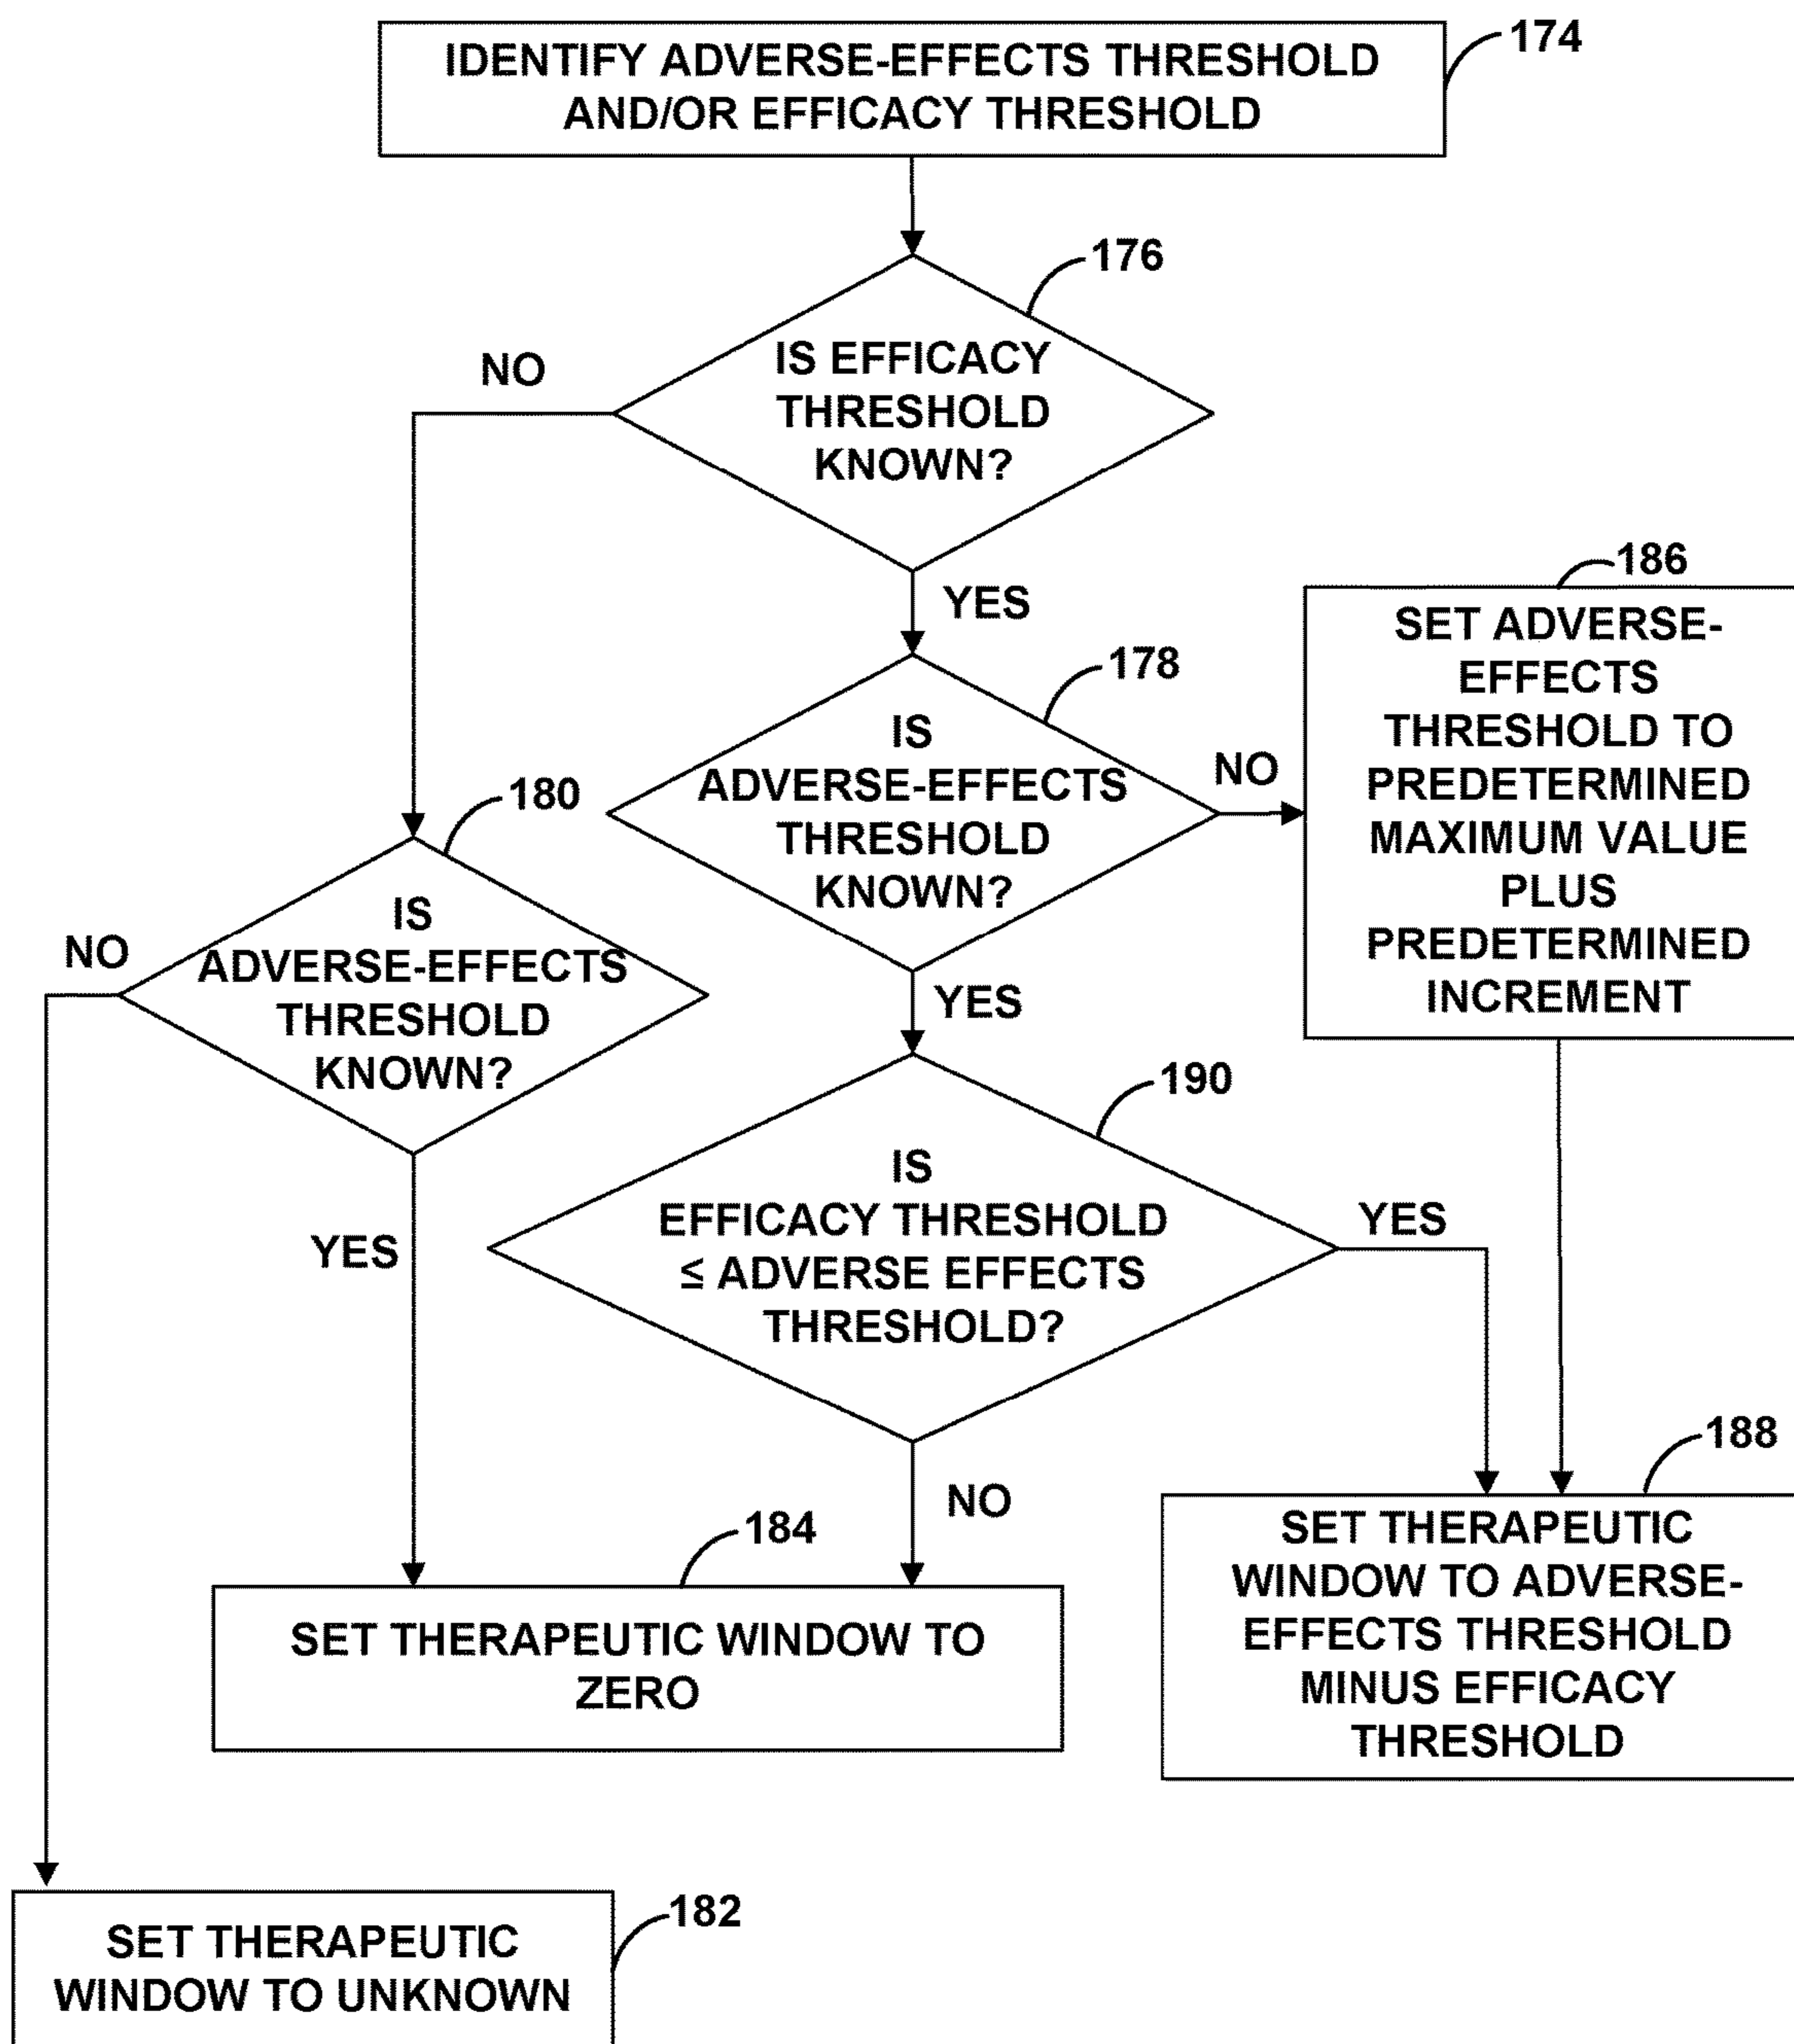 IDENTIFY ADVERSE-EFFECTS THRESHOLD
AND/OR EFFICACY THRESHOLD
174
176
IS EFFICACY
THRESHOLD
KNOWN?
NO
YES
178
IS
ADVERSE-EFFECTS
THRESHOLD
KNOWN?
NO
YES
186
SET ADVERSE-
EFFECTS
THRESHOLD TO
PREDETERMINED
MAXIMUM VALUE
PLUS
PREDETERMINED
INCREMENT
180
IS
ADVERSE-EFFECTS
THRESHOLD
KNOWN?
NO
YES
190
IS
EFFICACY THRESHOLD
≤ ADVERSE EFFECTS
THRESHOLD?
YES
NO
184
SET THERAPEUTIC WINDOW TO
ZERO
188
SET THERAPEUTIC
WINDOW TO ADVERSE-
EFFECTS THRESHOLD
MINUS EFFICACY
THRESHOLD
182
SET THERAPEUTIC
WINDOW TO UNKNOWN